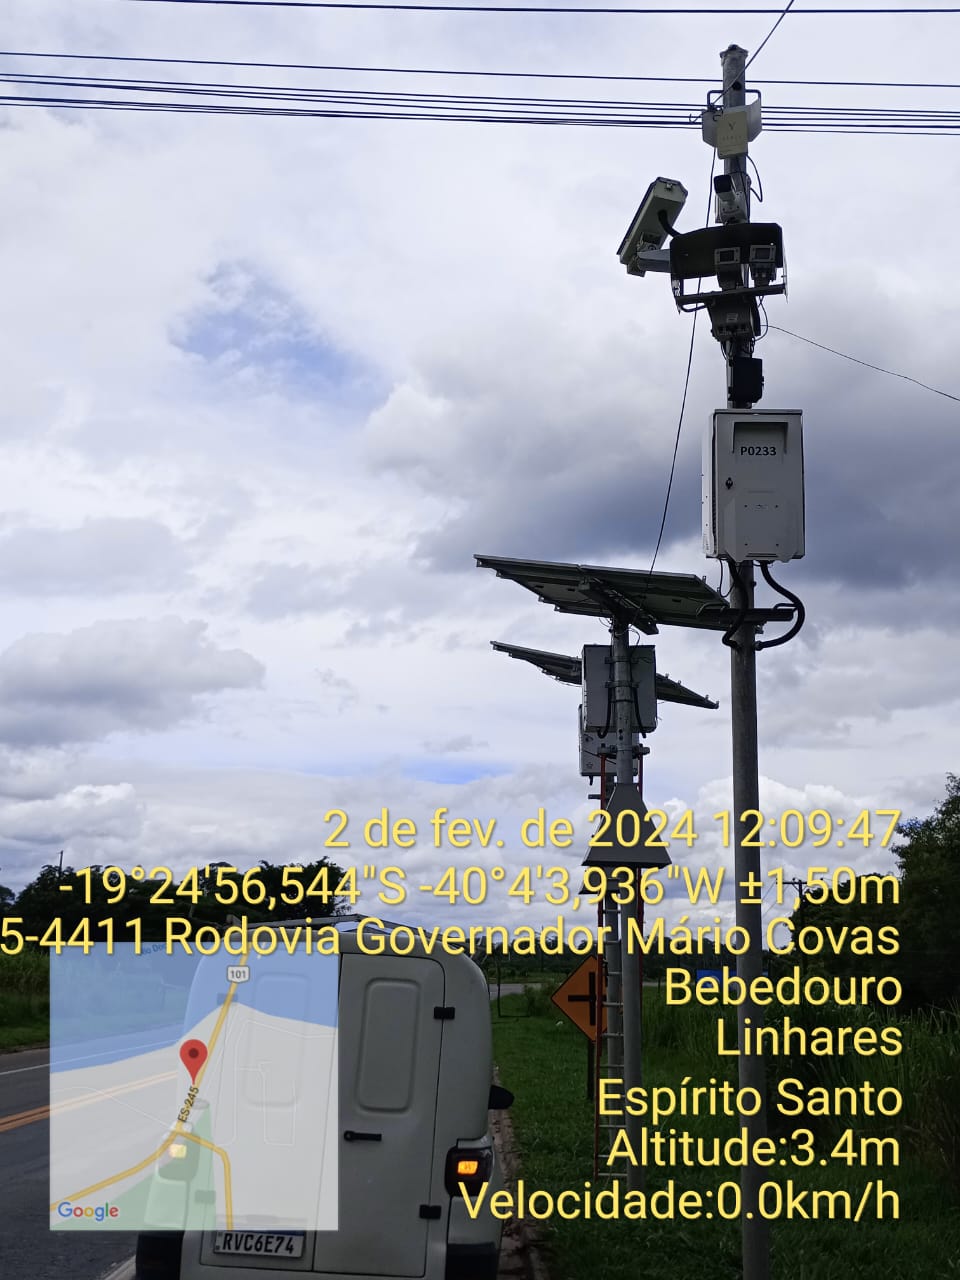 P0233
2 de fev. de 2024 12:09:47
-19°24'56,544"S -40°4'3,936"W ±1,50m
5-4411 Rodovia Governador Mário Covas
Bebedouro
Linhares
Espírito Santo
Altitude:3.4m
Velocidade:0.0km/h
101
ES-245
Google
RVC6E74